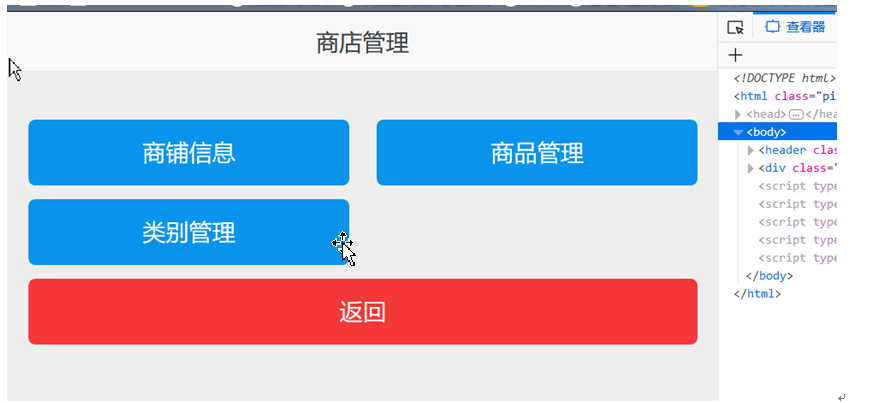 商店管理
查看器
商铺信息
商品管理
类别管理
返回
<!DOCTYPE html>
<html class="pi
<head> </hea
<body>
<header clas
<div class="
<script type
<script type
<script type
<script type
<script type
</body>
</html>